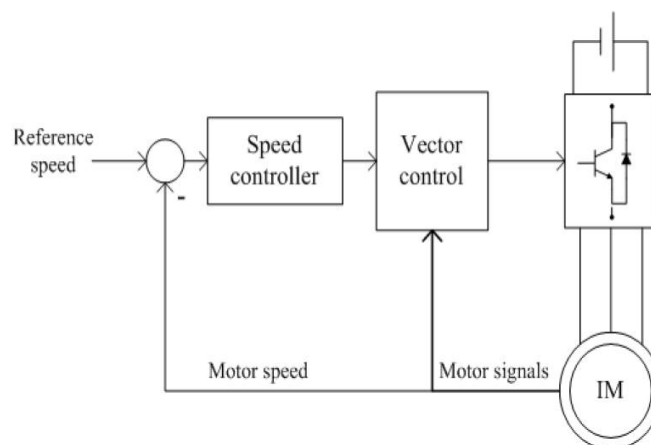 Reference
speed
-
Speed
controller
Vector
control
Motor speed
Motor signals
IM